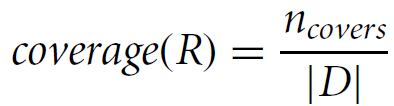 coverage(R) = n_covers / |D|